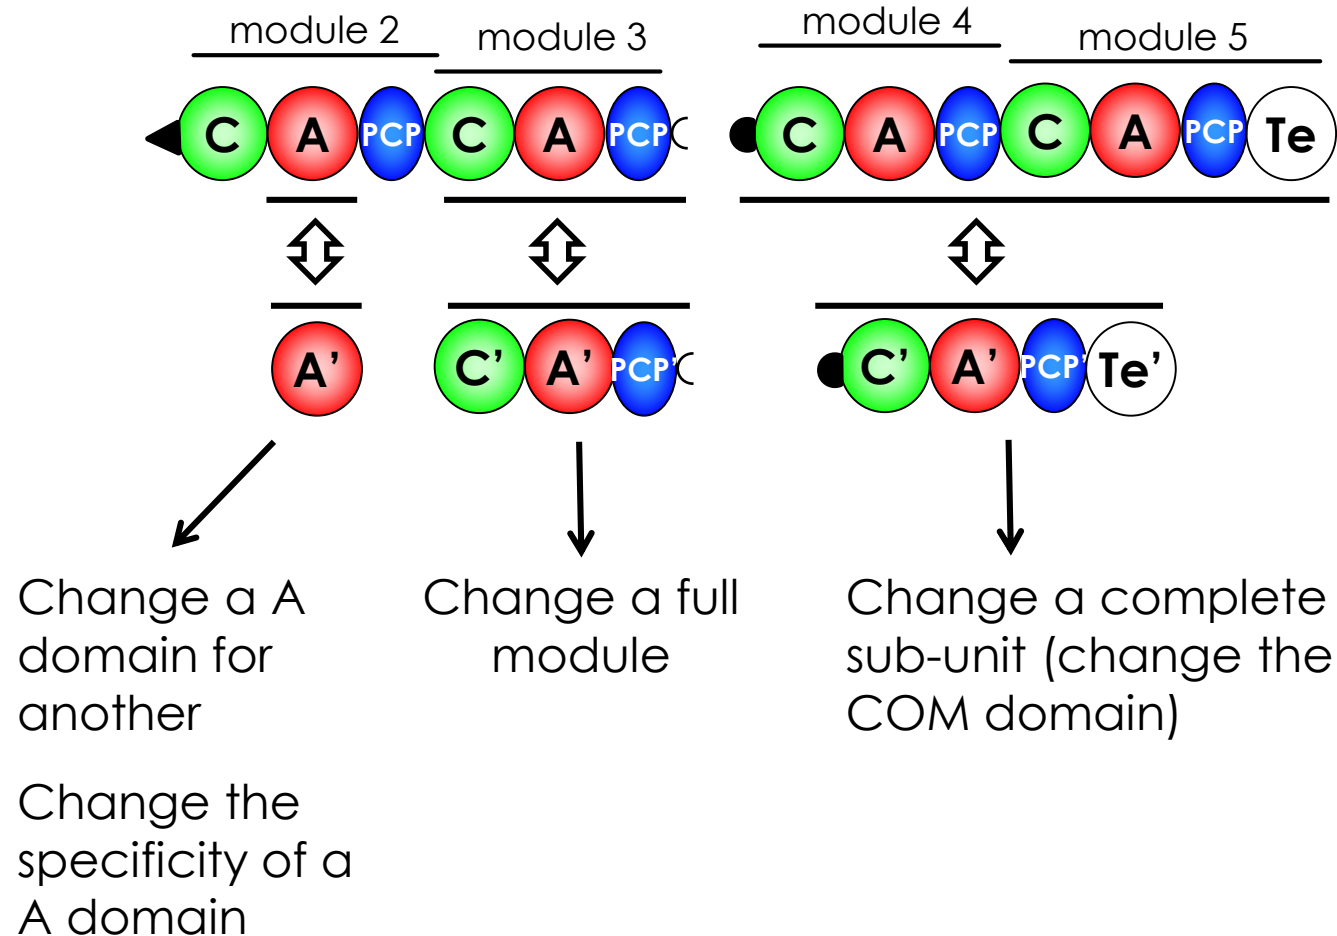 module 2 module 3 module 4 module 5
C A PCP C A PCP C A PCP C A PCP Te
A’ C’ A’ PCP’ C’ A’ PCP’ Te’
Change a A
domain for
another
Change the
specificity of a
A domain
Change a full
module
Change a complete
sub-unit (change the
COM domain)